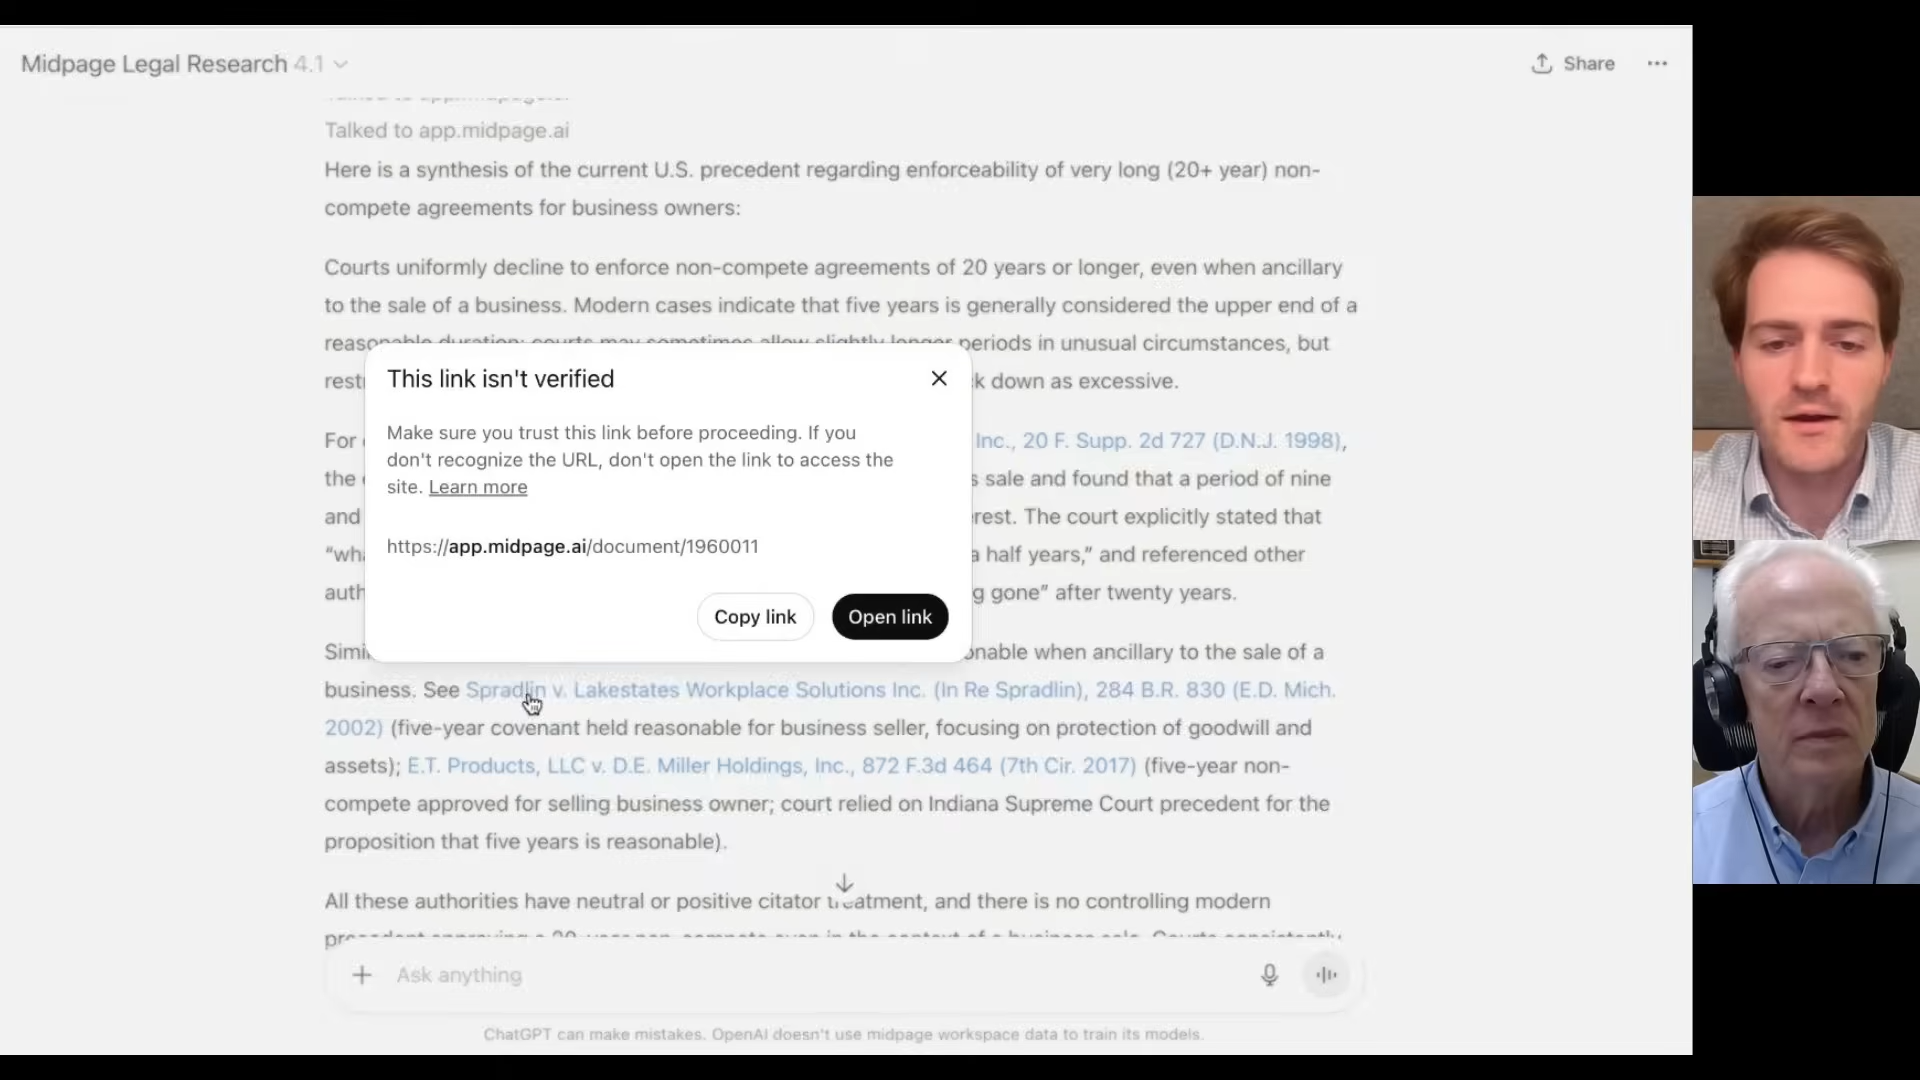 Midpage Legal Research 4.1
Share
Talked to app.midpage.ai
Here is a synthesis of the current U.S. precedent regarding enforceability of very long (20+ year) non-
compete agreements for business owners:
Courts uniformly decline to enforce non-compete agreements of 20 years or longer, even when ancillary
to the sale of a business. Modern cases indicate that five years is generally considered the upper end of a
reasonable duration; courts may sometimes allow slightly longer periods in unusual circumstances, but
restr
k down as excessive.
This link isn't verified
Make sure you trust this link before proceeding. If you
don't recognize the URL, don't open the link to access the
site. Learn more
https://app.midpage.ai/document/1960011
Copy link
Open link
For
Inc., 20 F. Supp. 2d 727 (D.N.J. 1998),
the
s sale and found that a period of nine
and
rest. The court explicitly stated that
“wha
a half years,” and referenced other
auth
g gone” after twenty years.
Simi
onable when ancillary to the sale of a
business. See Spradlin v. Lakestates Workplace Solutions Inc. (In Re Spradlin), 284 B.R. 830 (E.D. Mich.
2002) (five-year covenant held reasonable for business seller, focusing on protection of goodwill and
assets); E.T. Products, LLC v. D.E. Miller Holdings, Inc., 872 F.3d 464 (7th Cir. 2017) (five-year non-
compete approved for selling business owner; court relied on Indiana Supreme Court precedent for the
proposition that five years is reasonable).
All these authorities have neutral or positive citator treatment, and there is no controlling modern
Ask anything
ChatGPT can make mistakes. OpenAI doesn't use midpage workspace data to train its models.